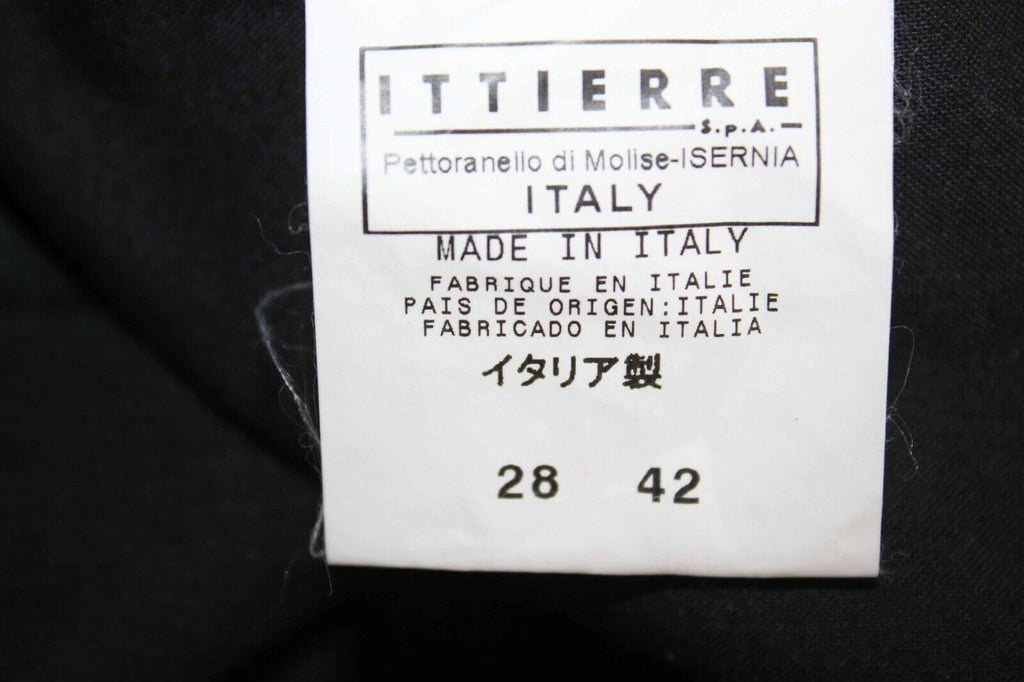 ITTIERRE
S.p.A.
Pettoranello di Molise-ISERNIA
ITALY
MADE IN ITALY
FABRIQUE EN ITALIE
PAIS DE ORIGEN:ITALIE
FABRICADO EN ITALIA
イタリア製
28 42